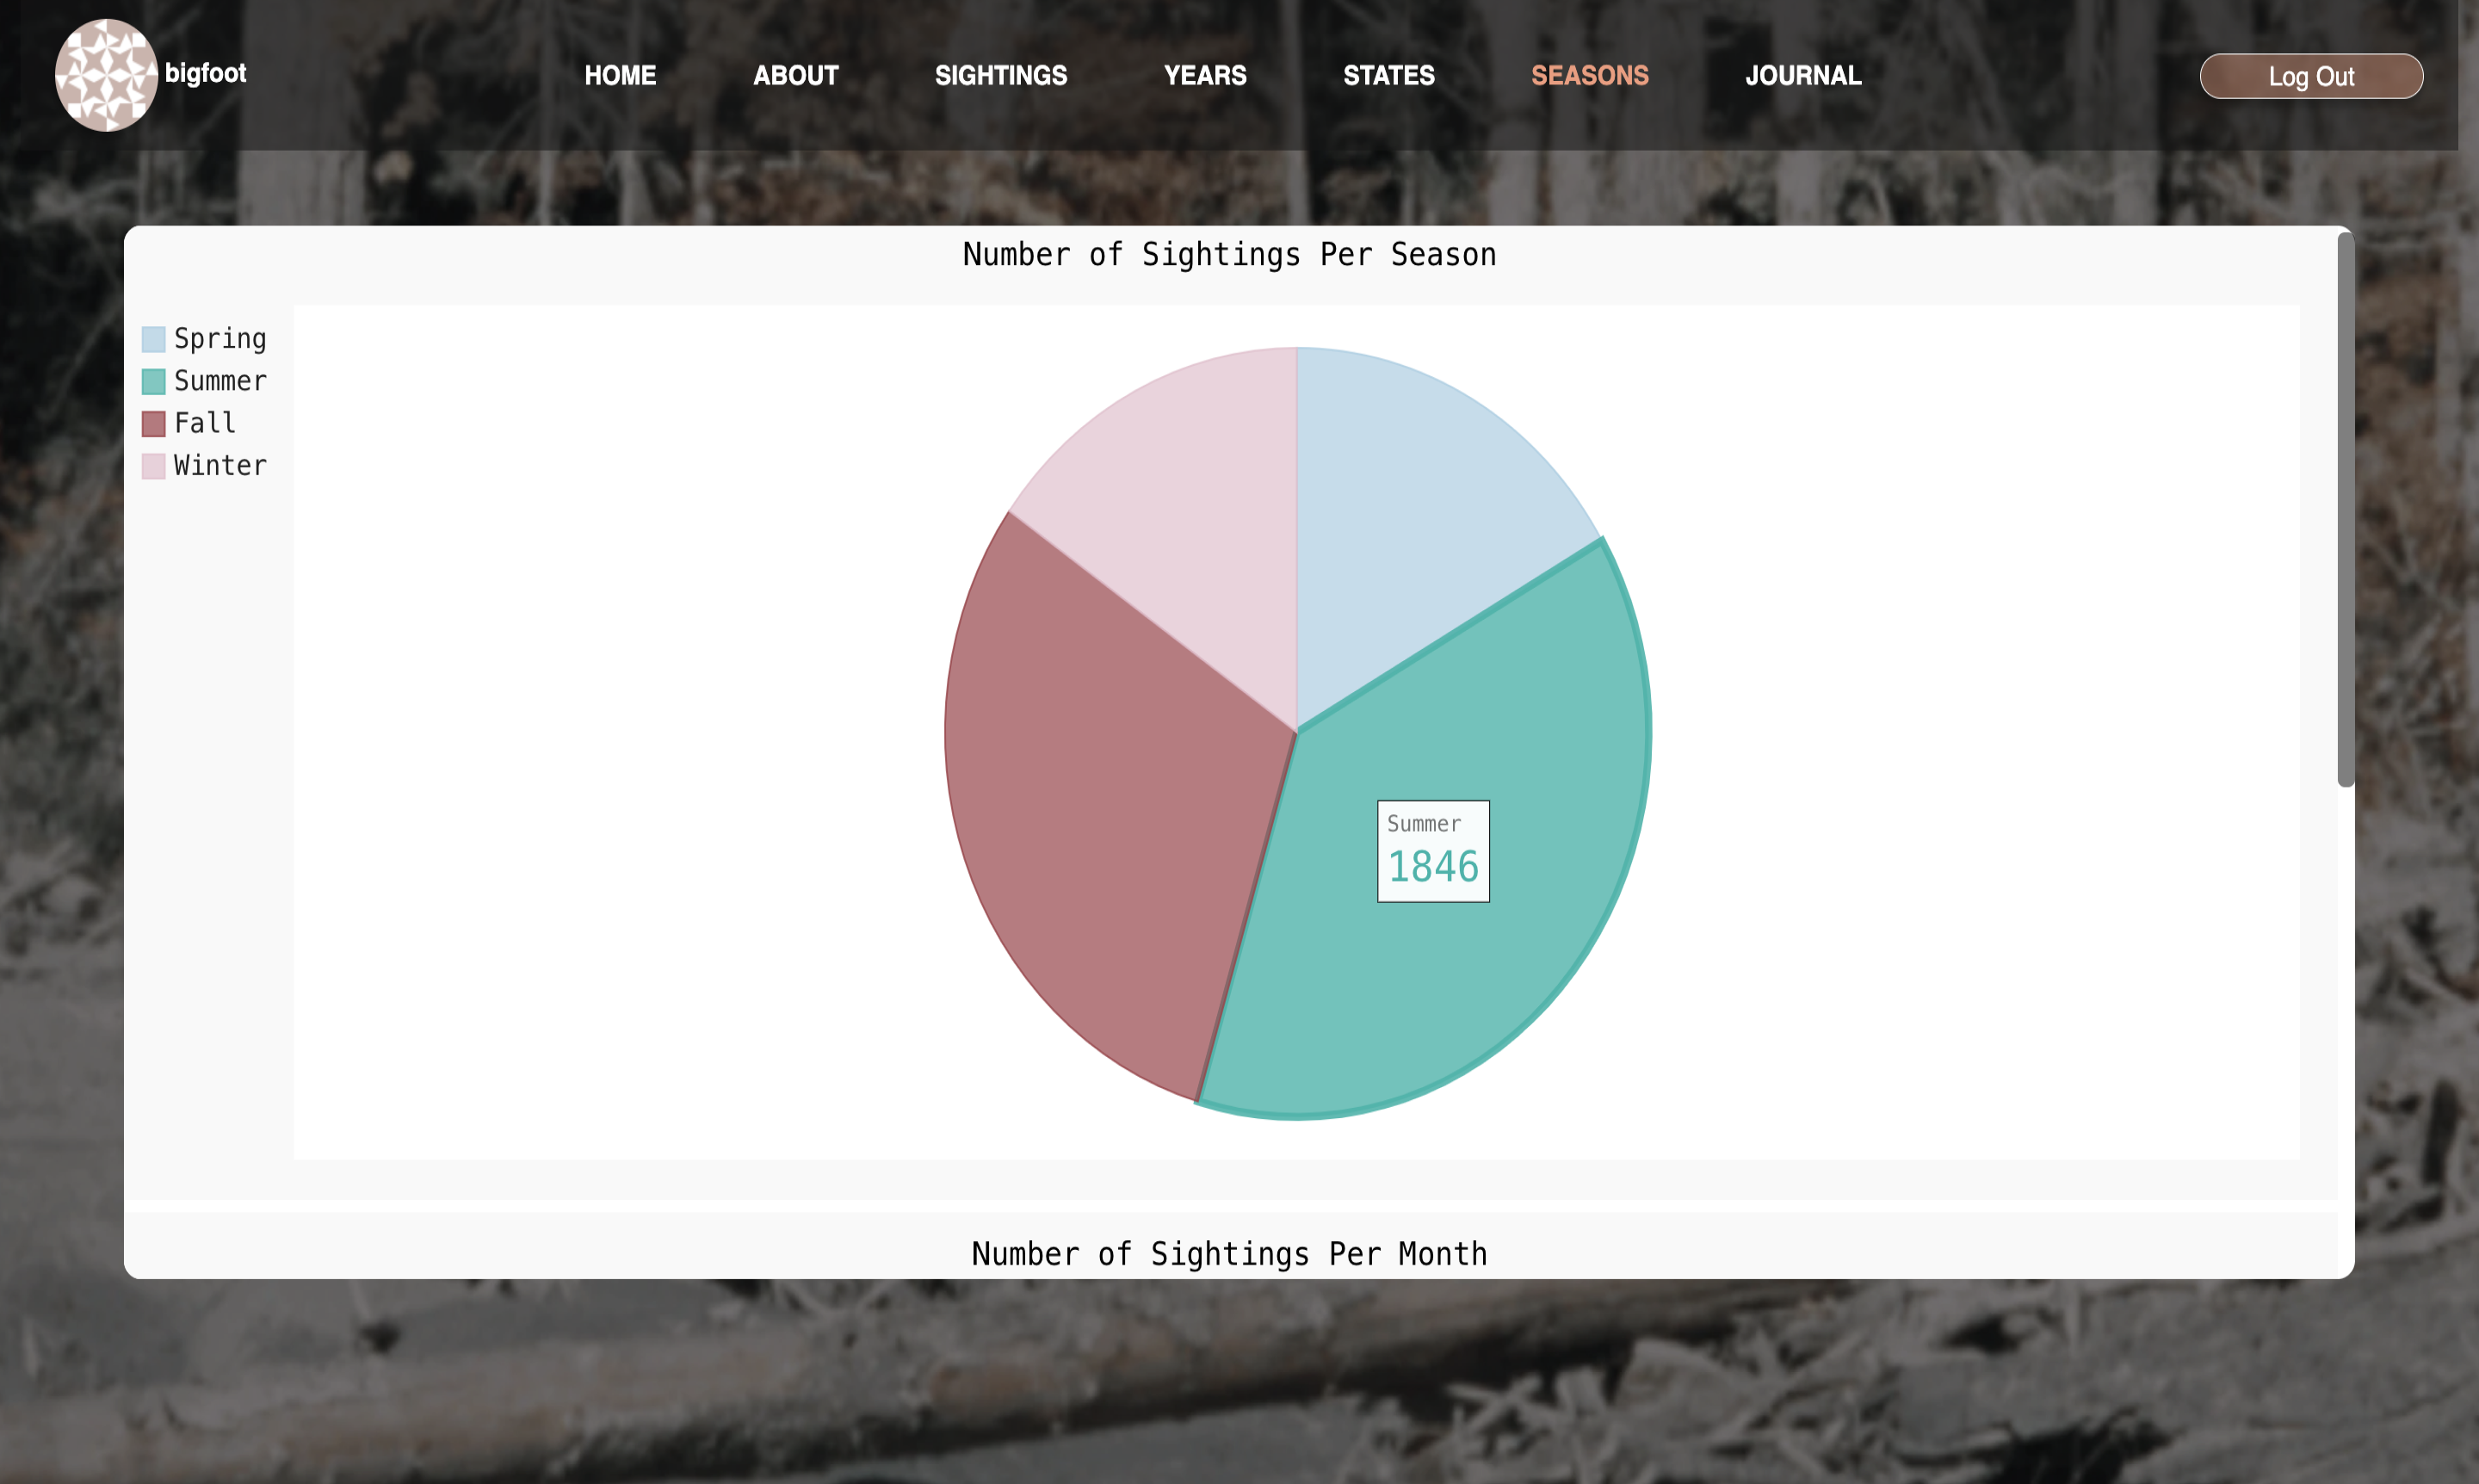 bigfoot
HOME ABOUT SIGHTINGS YEARS STATES SEASONS JOURNAL
Log Out
Number of Sightings Per Season
Spring
Summer
Fall
Winter
Summer
1846
Number of Sightings Per Month